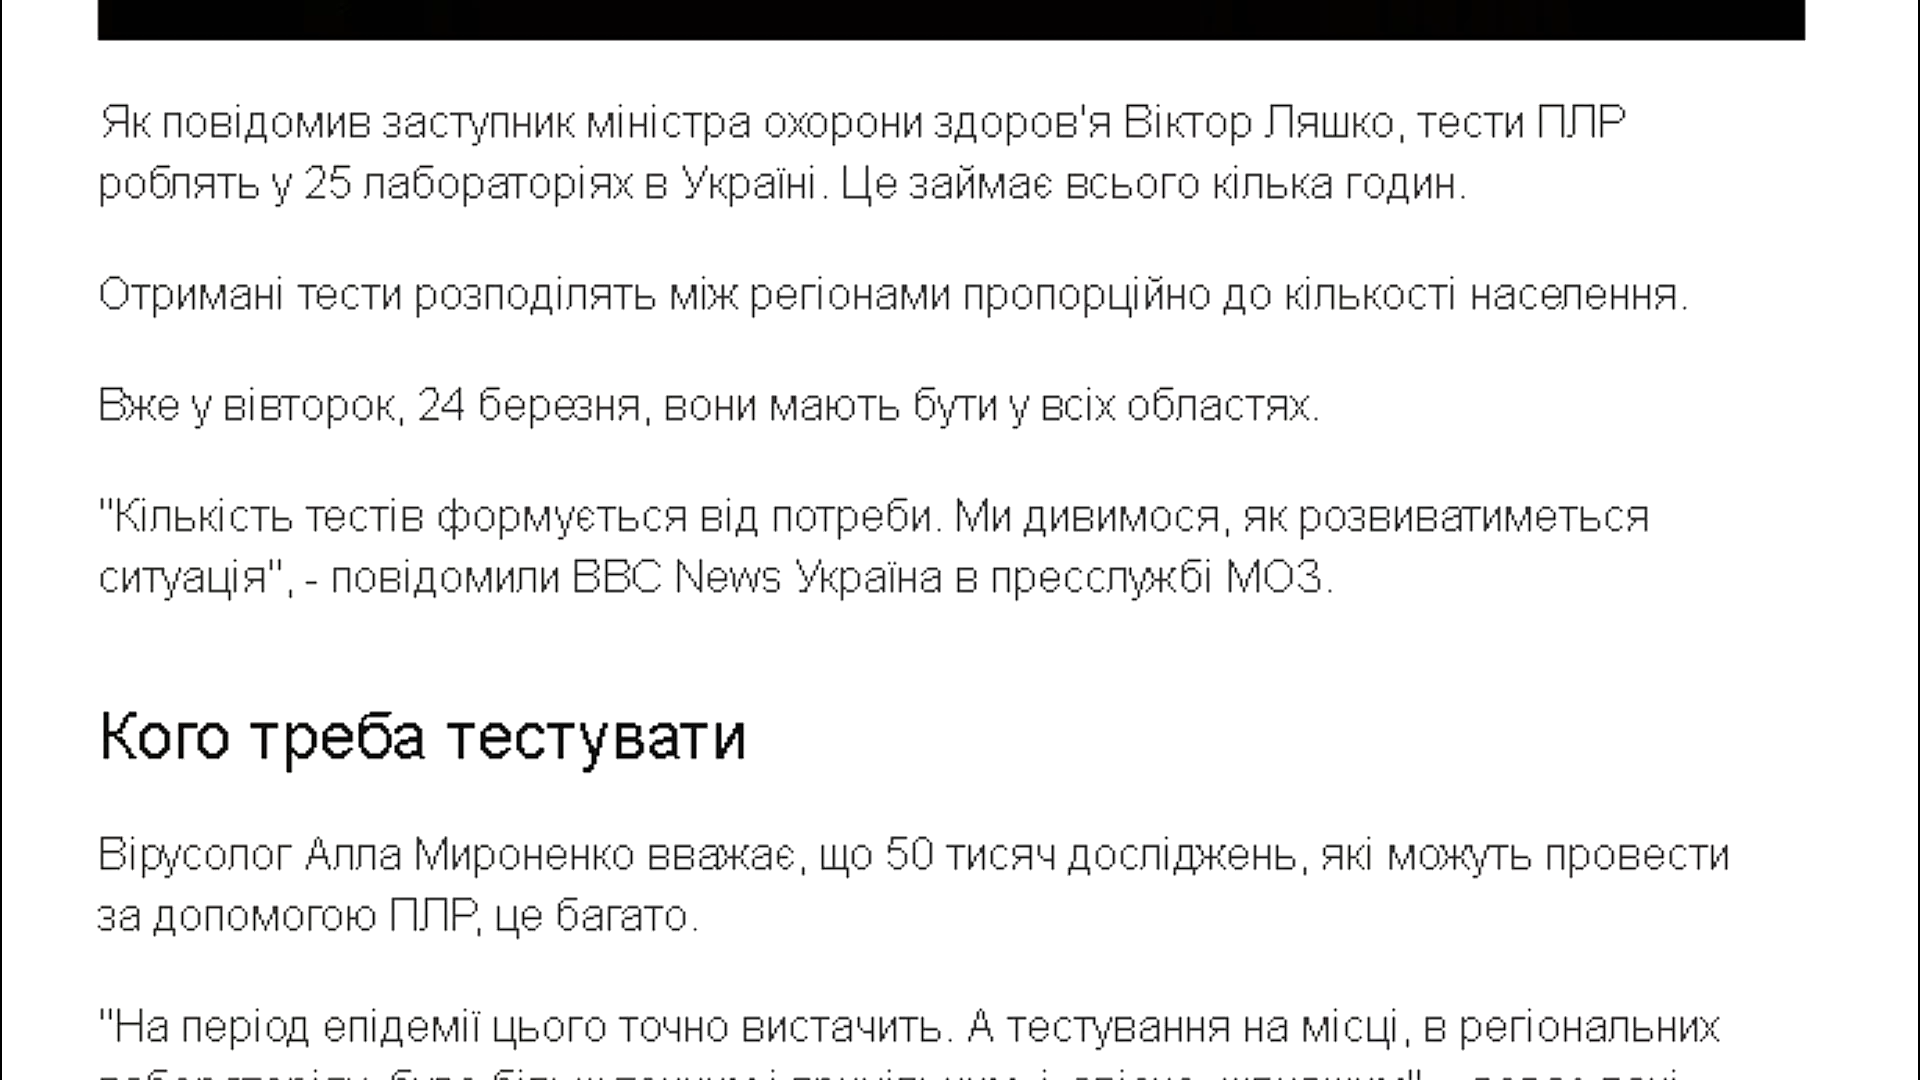 Як повідомив заступник міністра охорони здоров'я Віктор Ляшко, тести ПЛР
роблять у 25 лабораторіях в Україні. Це займає всього кілька годин.
Отримані тести розподілять між регіонами пропорційно до кількості населення.
Вже у вівторок, 24 березня, вони мають бути у всіх областях.
"Кількість тестів формується від потреби. Ми дивимося, як розвиватиметься
ситуація", - повідомили BBC News Україна в пресслужбі МОЗ.
Кого треба тестувати
Вірусолог Алла Мироненко вважає, що 50 тисяч досліджень, які можуть провести
за допомогою ПЛР, це багато.
"На період епідемії цього точно вистачить. А тестування на місці, в регіональних